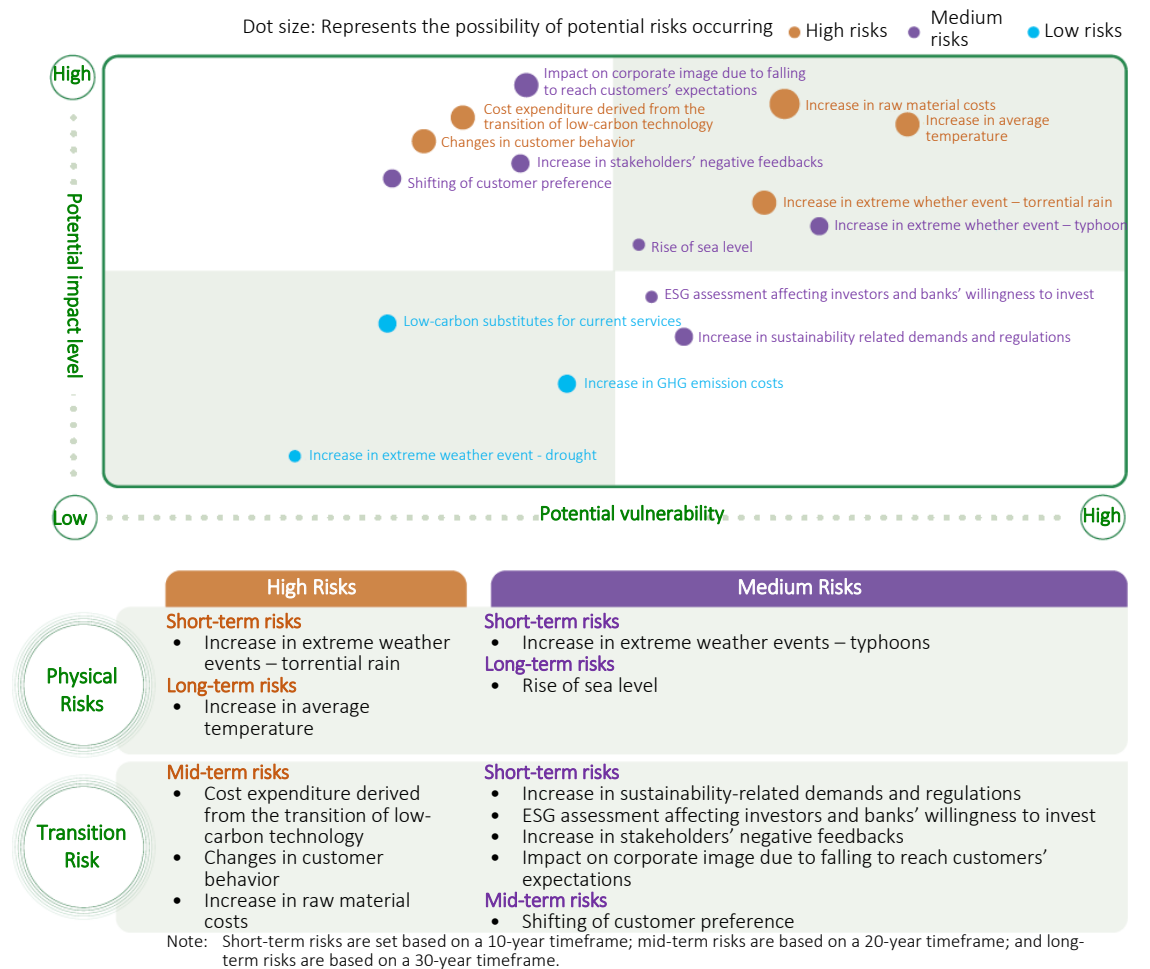 Dot size: Represents the possibility of potential risks occurring
High risks
Medium
risks
Low risks
High
Impact on corporate image due to falling
to reach customers' expectations
Cost expenditure derived from the
transition of low-carbon technology
Increase in raw material costs
Increase in average
temperature
Changes in customer behavior
Increase in stakeholders' negative feedbacks
Shifting of customer preference
Increase in extreme whether event – torrential rain
Increase in extreme whether event – typhoon
Rise of sea level
Potential impact level
ESG assessment affecting investors and banks' willingness to invest
Low-carbon substitutes for current services
Increase in sustainability related demands and regulations
Increase in GHG emission costs
Increase in extreme weather event - drought
Low
Potential vulnerability
High
High Risks
Medium Risks
Physical
Risks
Short-term risks
• Increase in extreme weather
events – torrential rain
Long-term risks
• Increase in average
temperature
Short-term risks
• Increase in extreme weather events – typhoons
Long-term risks
• Rise of sea level
Transition
Risk
Mid-term risks
• Cost expenditure derived
from the transition of low-
carbon technology
• Changes in customer
behavior
• Increase in raw material
costs
Short-term risks
• Increase in sustainability-related demands and regulations
• ESG assessment affecting investors and banks' willingness to invest
• Increase in stakeholders' negative feedbacks
• Impact on corporate image due to falling to reach customers'
expectations
Mid-term risks
• Shifting of customer preference
Note: Short-term risks are set based on a 10-year timeframe; mid-term risks are based on a 20-year timeframe; and long-
term risks are based on a 30-year timeframe.